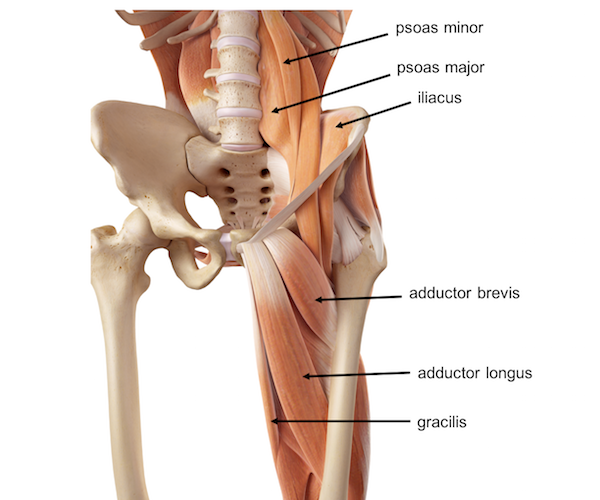 psoas minor
psoas major
iliacus
adductor brevis
adductor longus
gracilis